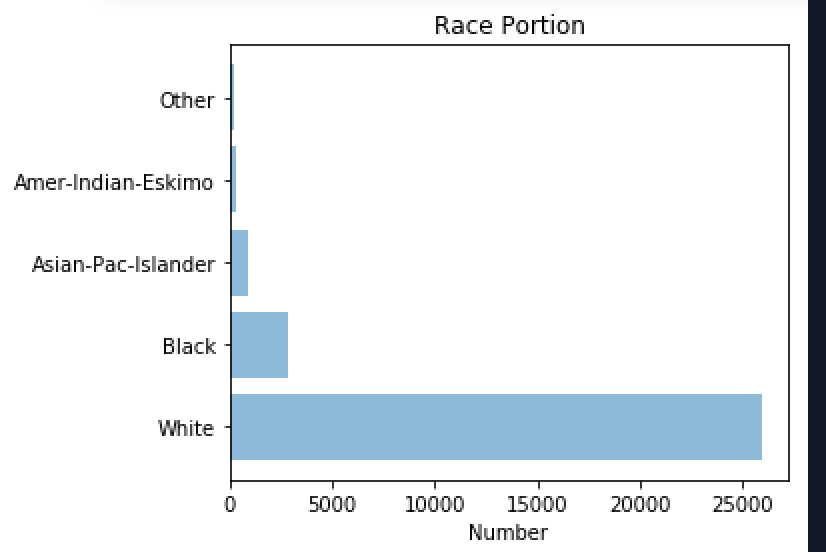 Race Portion
Other
Amer-Indian-Eskimo
Asian-Pac-Islander
Black
White
0 5000 10000 15000 20000 25000
Number